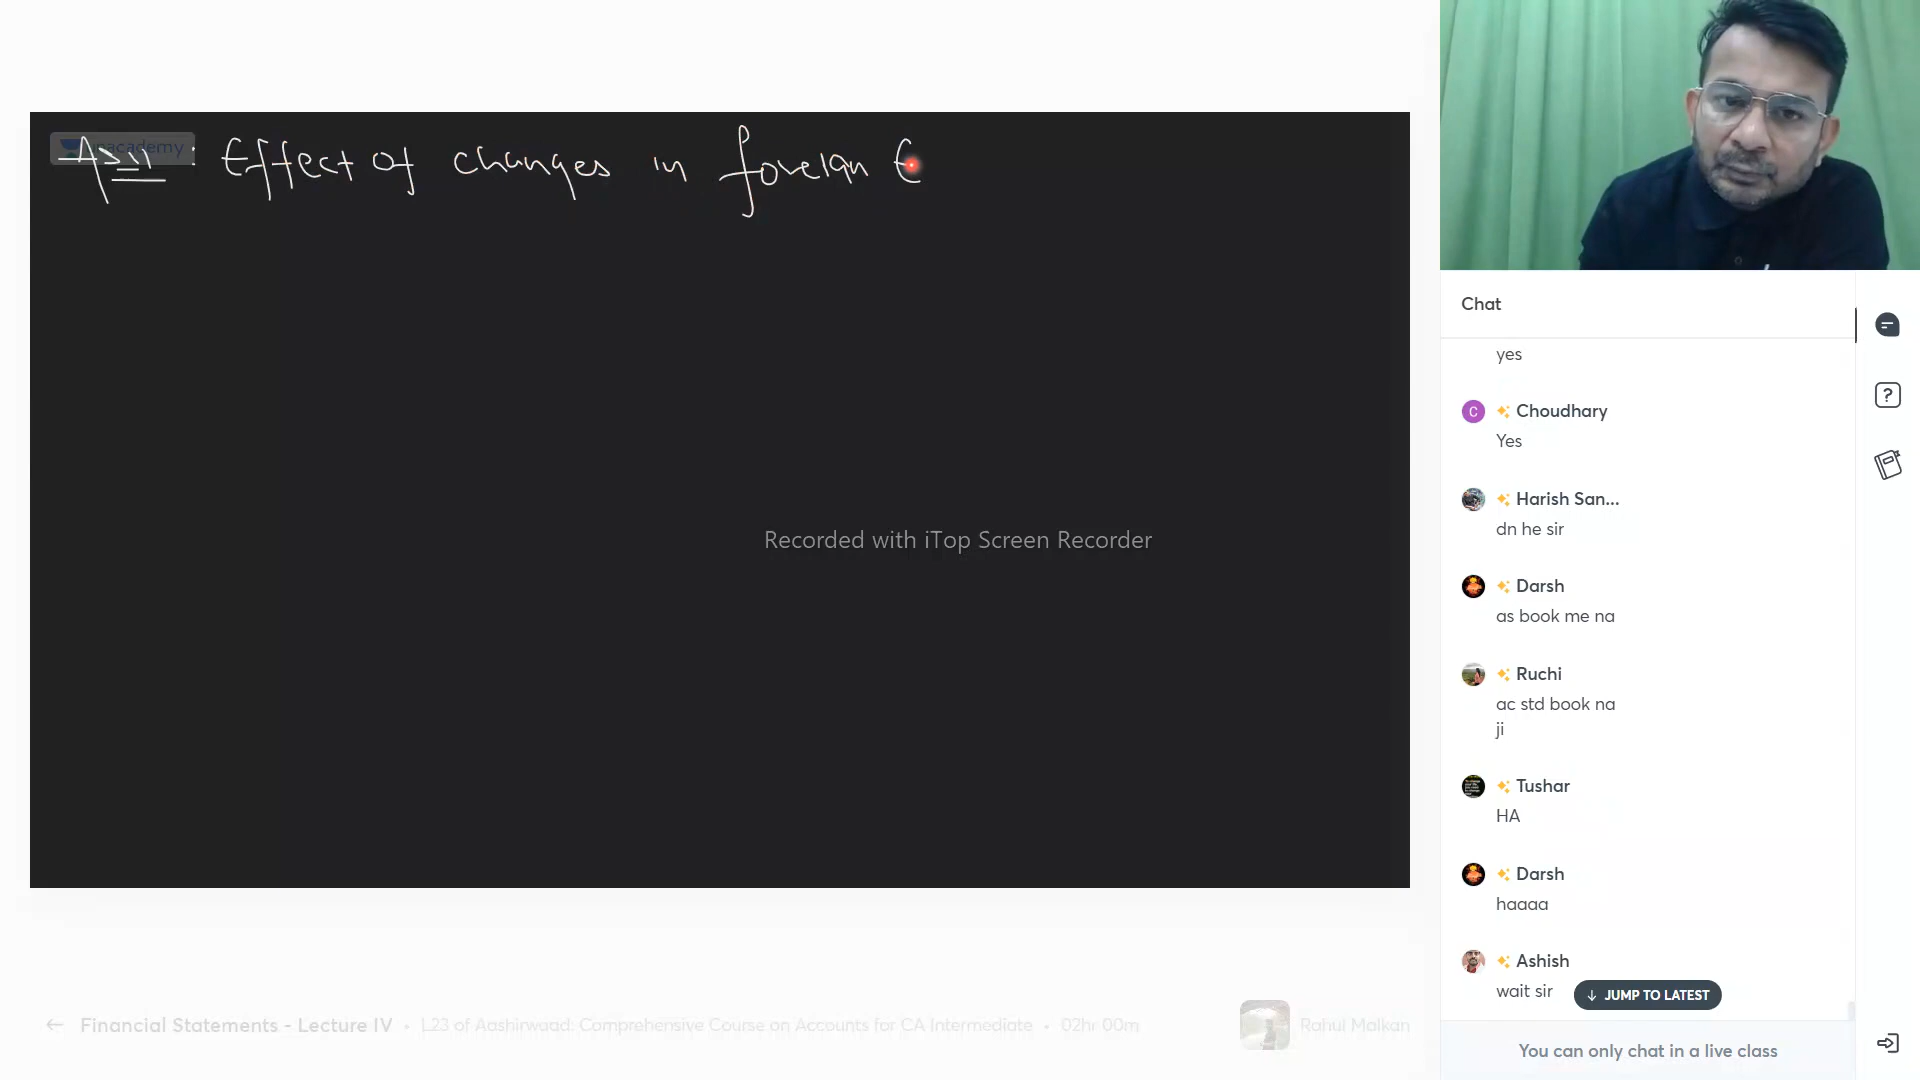 unacademy
AS 11 : Effect of changes in foreign E
Recorded with iTop Screen Recorder
Financial Statements - Lecture IV • L23 of Aashirwaad: Comprehensive Course on Accounts for CA Intermediate • 02hr 00m
Rahul Malkan
Chat
yes
C
Choudhary
Yes
Harish San...
dn he sir
Darsh
as book me na
Ruchi
ac std book na
ji
Tushar
HA
Darsh
haaaa
Ashish
wait sir
JUMP TO LATEST
You can only chat in a live class
?